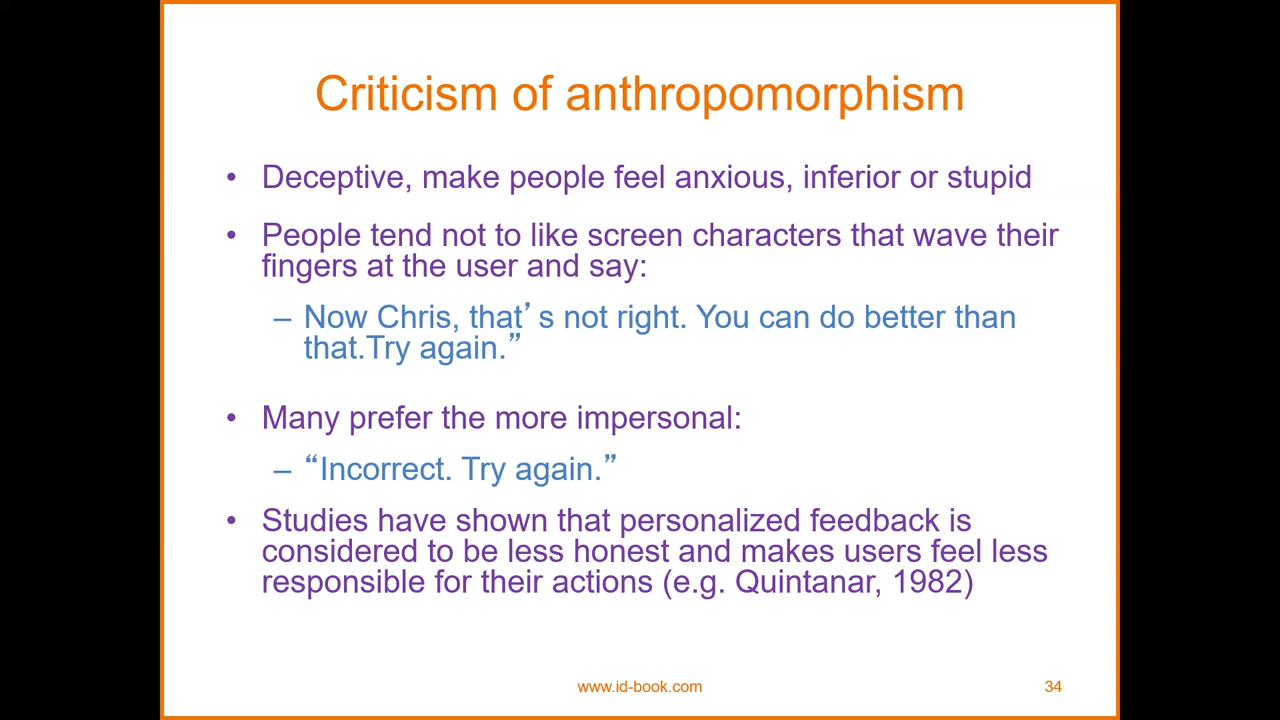 Criticism of anthropomorphism
• Deceptive, make people feel anxious, inferior or stupid
• People tend not to like screen characters that wave their
fingers at the user and say:
– Now Chris, that’s not right. You can do better than
that.Try again.”
• Many prefer the more impersonal:
– “Incorrect. Try again.”
• Studies have shown that personalized feedback is
considered to be less honest and makes users feel less
responsible for their actions (e.g. Quintanar, 1982)
www.id-book.com
34